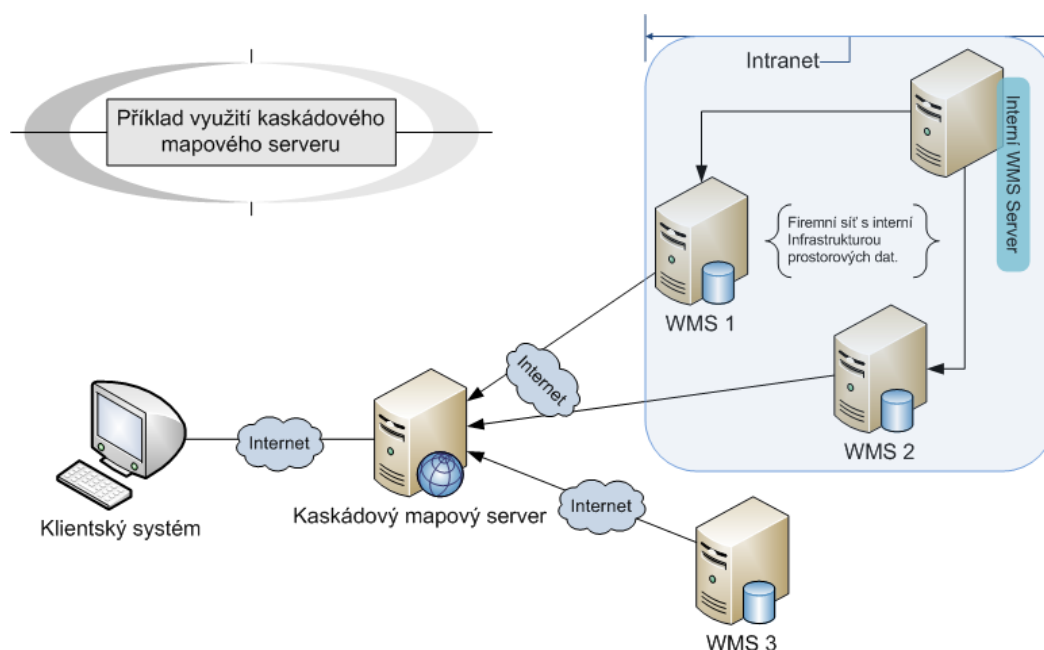 Příklad využití kaskádového
mapového serveru
Intranet
Interní WMS Server
Firemní síť s interní
Infrastrukturou
prostorových dat.
WMS 1
Internet
WMS 2
Internet
Klientský systém
Kaskádový mapový server
Internet
WMS 3